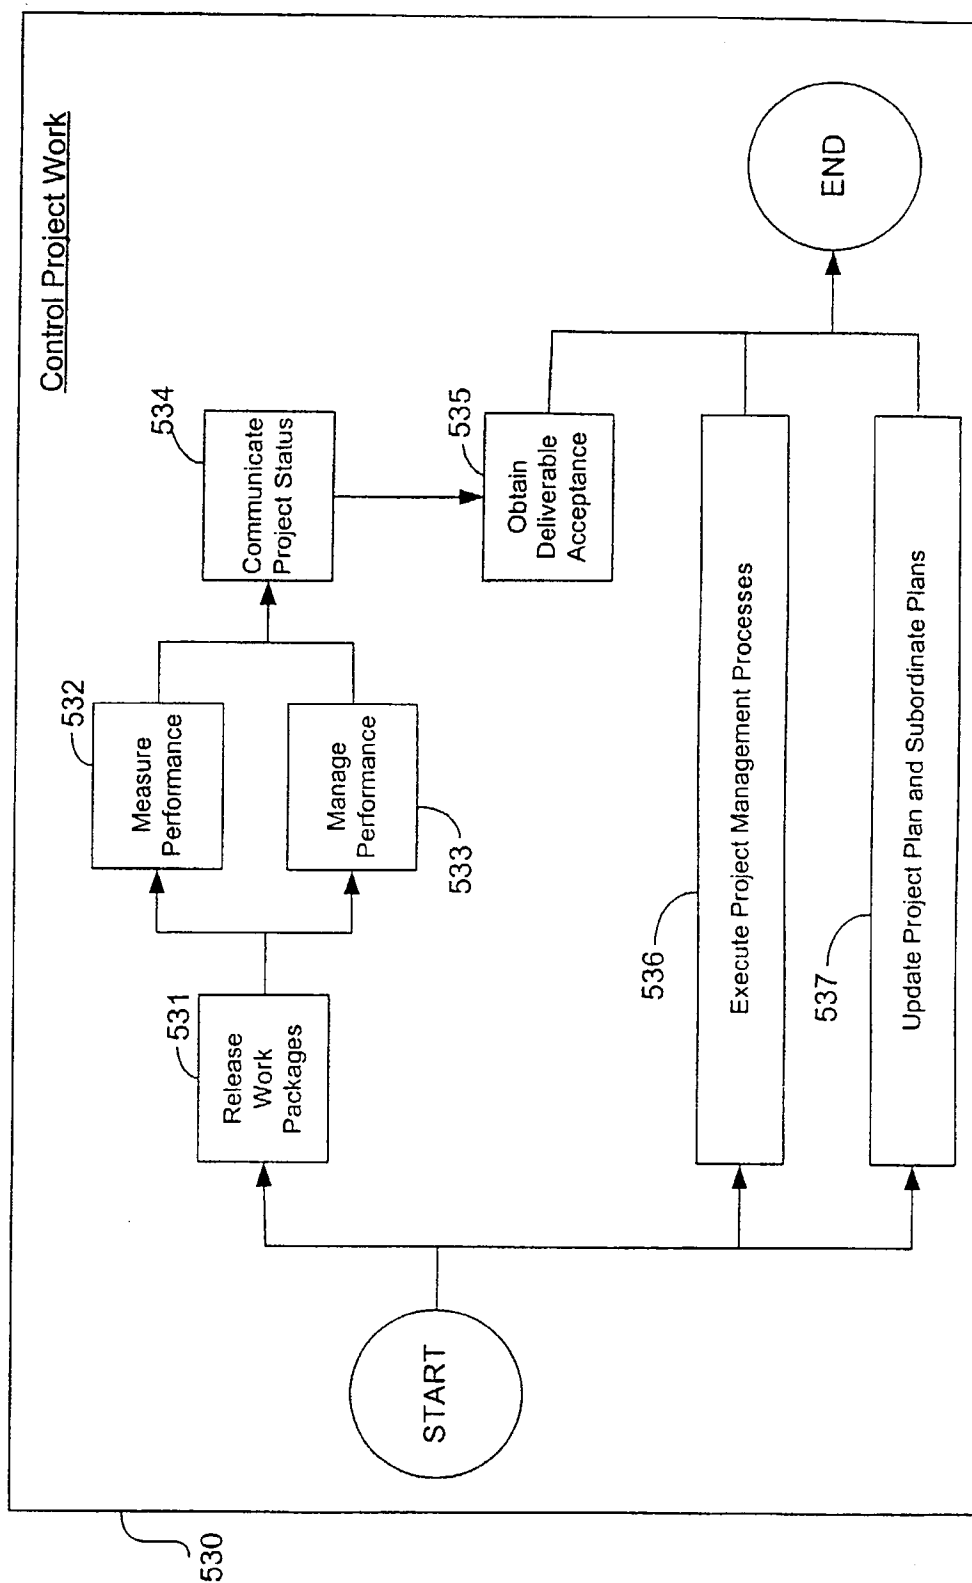 Control Project Work
530
START
531
Release
Work
Packages
532
Measure
Performance
Manage
Performance
533
534
Communicate
Project Status
535
Obtain
Deliverable
Acceptance
536
Execute Project Management Processes
537
Update Project Plan and Subordinate Plans
END